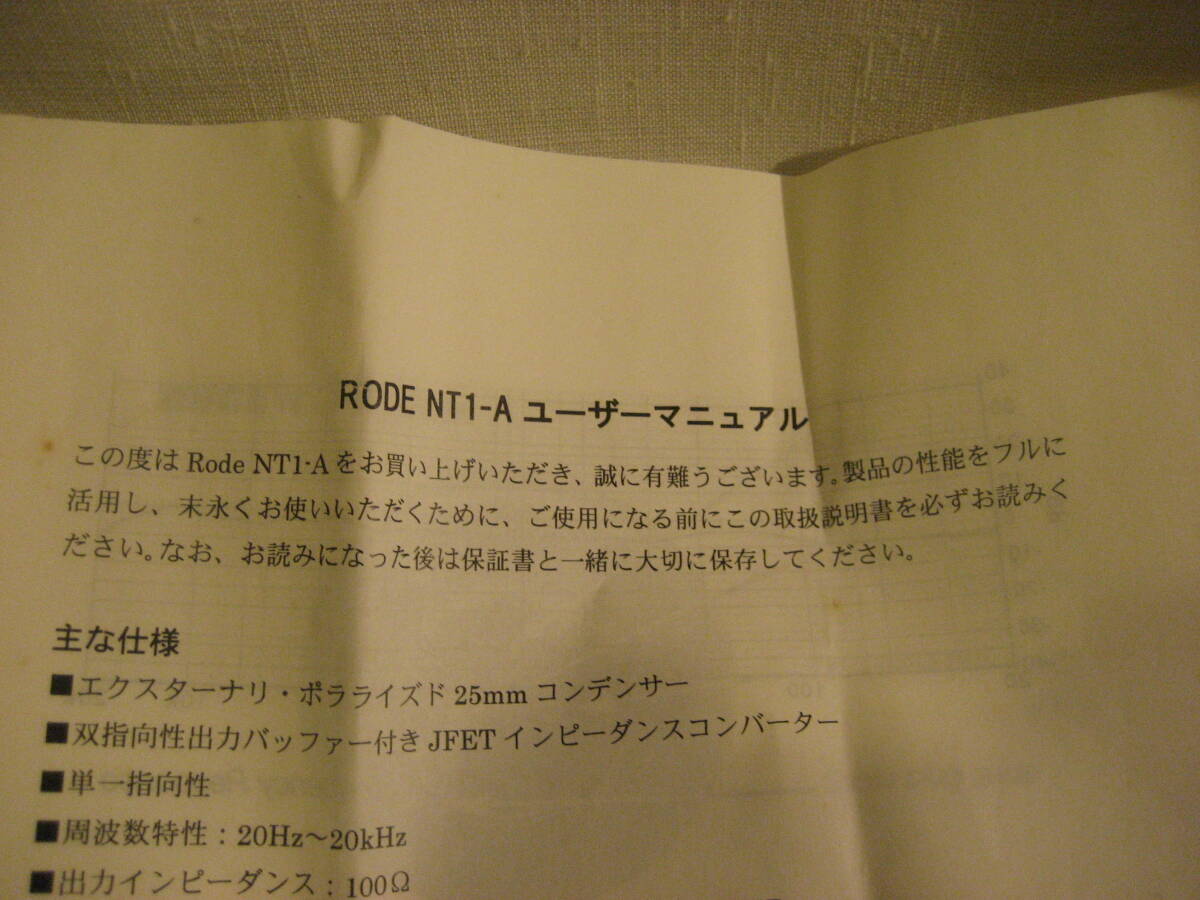 RODE NT1-A ユーザーマニュアル
この度は Rode NT1-A をお買い上げいただき、誠に有難うございます。製品の性能をフルに
活用し、末永くお使いいただくために、ご使用になる前にこの取扱説明書を必ずお読みく
ださい。なお、お読みになった後は保証書と一緒に大切に保存してください。
主な仕様
■エクスターナリ・ポラライズド 25mm コンデンサー
■双指向性出力バッファー付き JFET インピーダンスコンバーター
■単一指向性
■周波数特性：20Hz～20kHz
■出力インピーダンス：100Ω